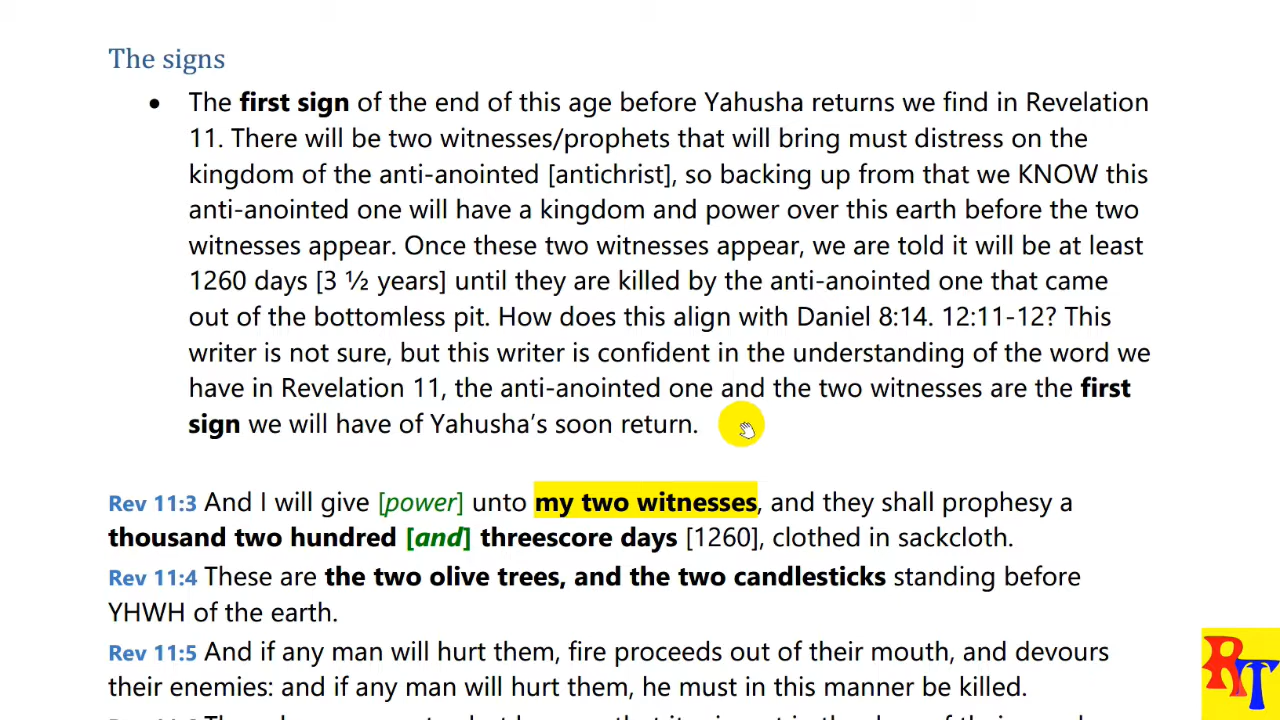 The signs
• The first sign of the end of this age before Yahusha returns we find in Revelation
11. There will be two witnesses/prophets that will bring must distress on the
kingdom of the anti-anointed [antichrist], so backing up from that we KNOW this
anti-anointed one will have a kingdom and power over this earth before the two
witnesses appear. Once these two witnesses appear, we are told it will be at least
1260 days [3 ½ years] until they are killed by the anti-anointed one that came
out of the bottomless pit. How does this align with Daniel 8:14. 12:11-12? This
writer is not sure, but this writer is confident in the understanding of the word we
have in Revelation 11, the anti-anointed one and the two witnesses are the first
sign we will have of Yahusha’s soon return.
Rev 11:3 And I will give [power] unto my two witnesses, and they shall prophesy a
thousand two hundred [and] threescore days [1260], clothed in sackcloth.
Rev 11:4 These are the two olive trees, and the two candlesticks standing before
YHWH of the earth.
Rev 11:5 And if any man will hurt them, fire proceeds out of their mouth, and devours
their enemies: and if any man will hurt them, he must in this manner be killed.
RT